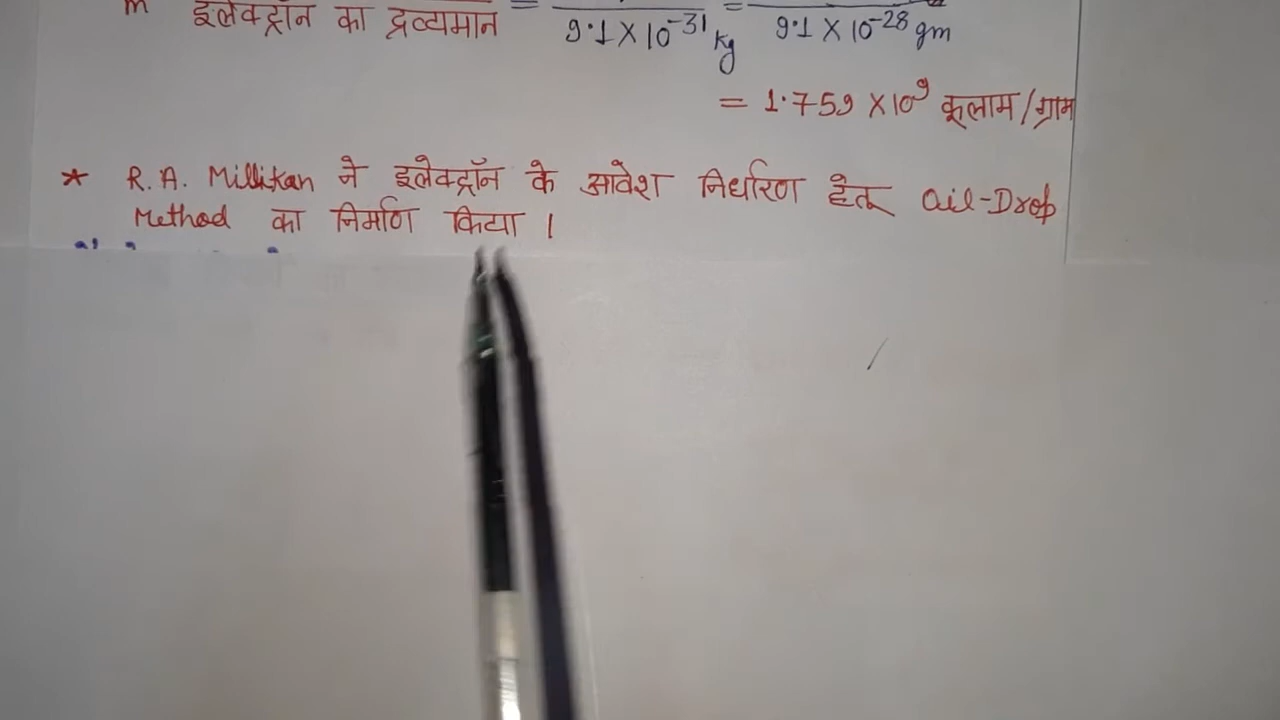 m इलेक्ट्रॉन का द्रव्यमान = 9.1 X 10⁻³¹ Kg = 9.1 X 10⁻²⁸ gm
= 1.759 X 10⁹ कूलाम / ग्राम
* R.A. Millikan ने इलेक्ट्रॉन के आवेश निर्धारण हेतू Oil-Drop
Method का निर्माण किया ।